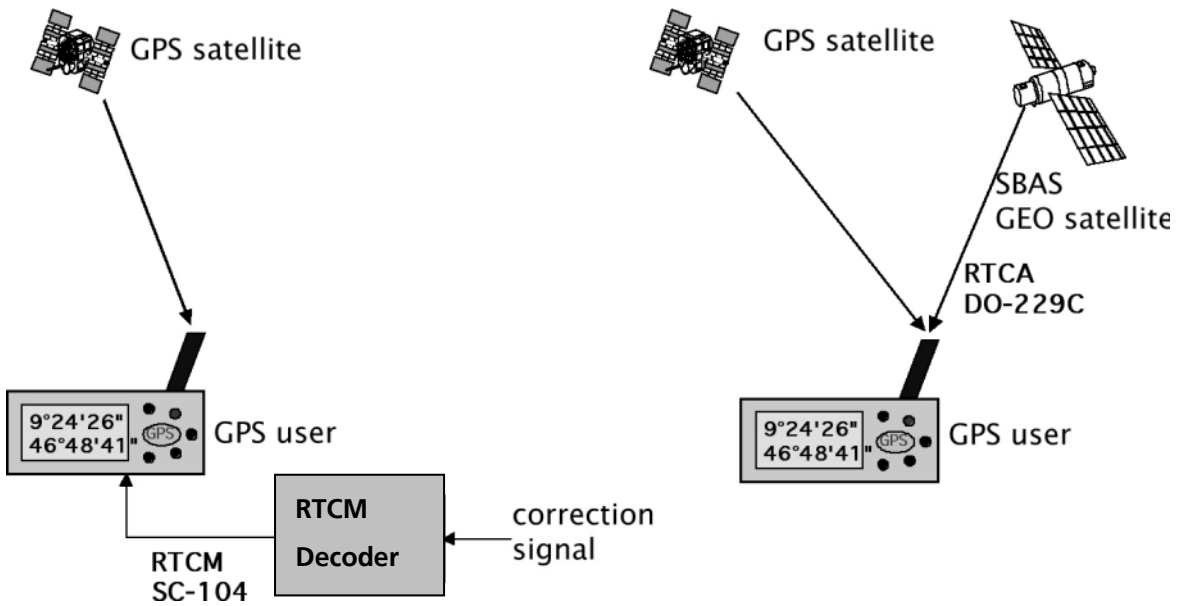 GPS satellite
9°24'26"
46°48'41"
GPS
GPS user
RTCM
Decoder
correction
signal
RTCM
SC-104
GPS satellite
SBAS
GEO satellite
RTCA
DO-229C
9°24'26"
46°48'41"
GPS
GPS user